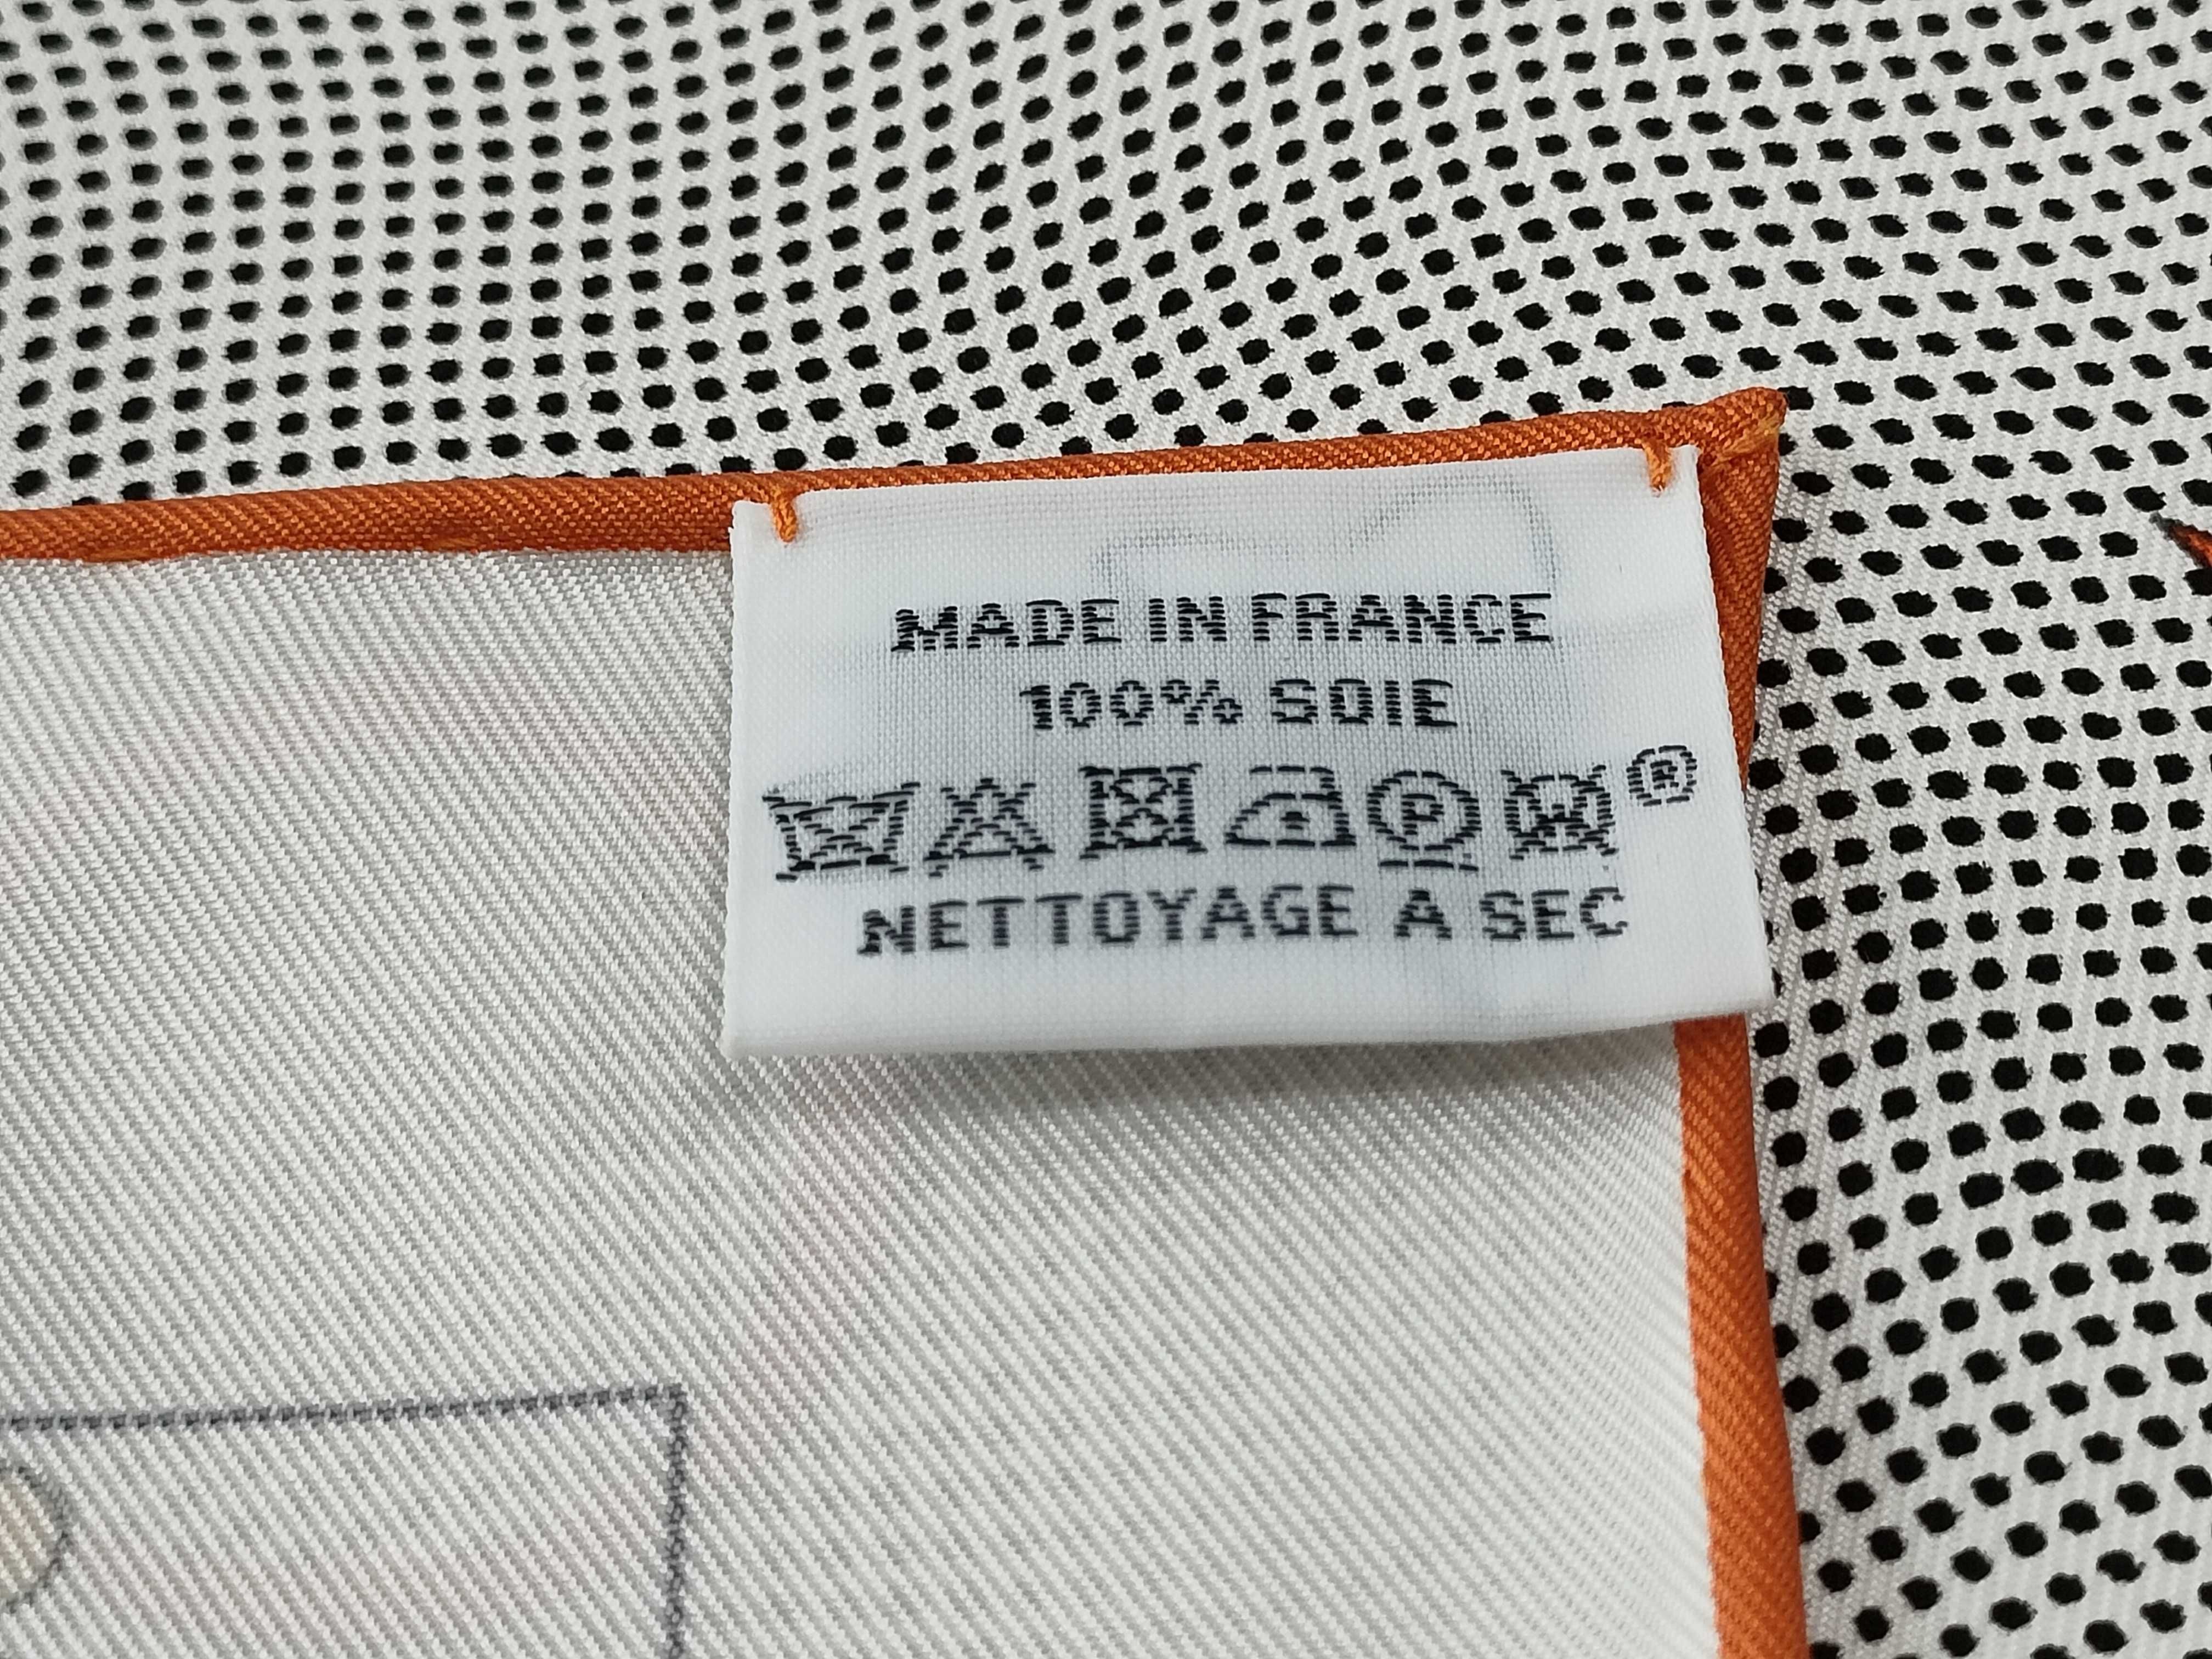 MADE IN FRANCE
100% SOIE
P W ®
NETTOYAGE A SEC